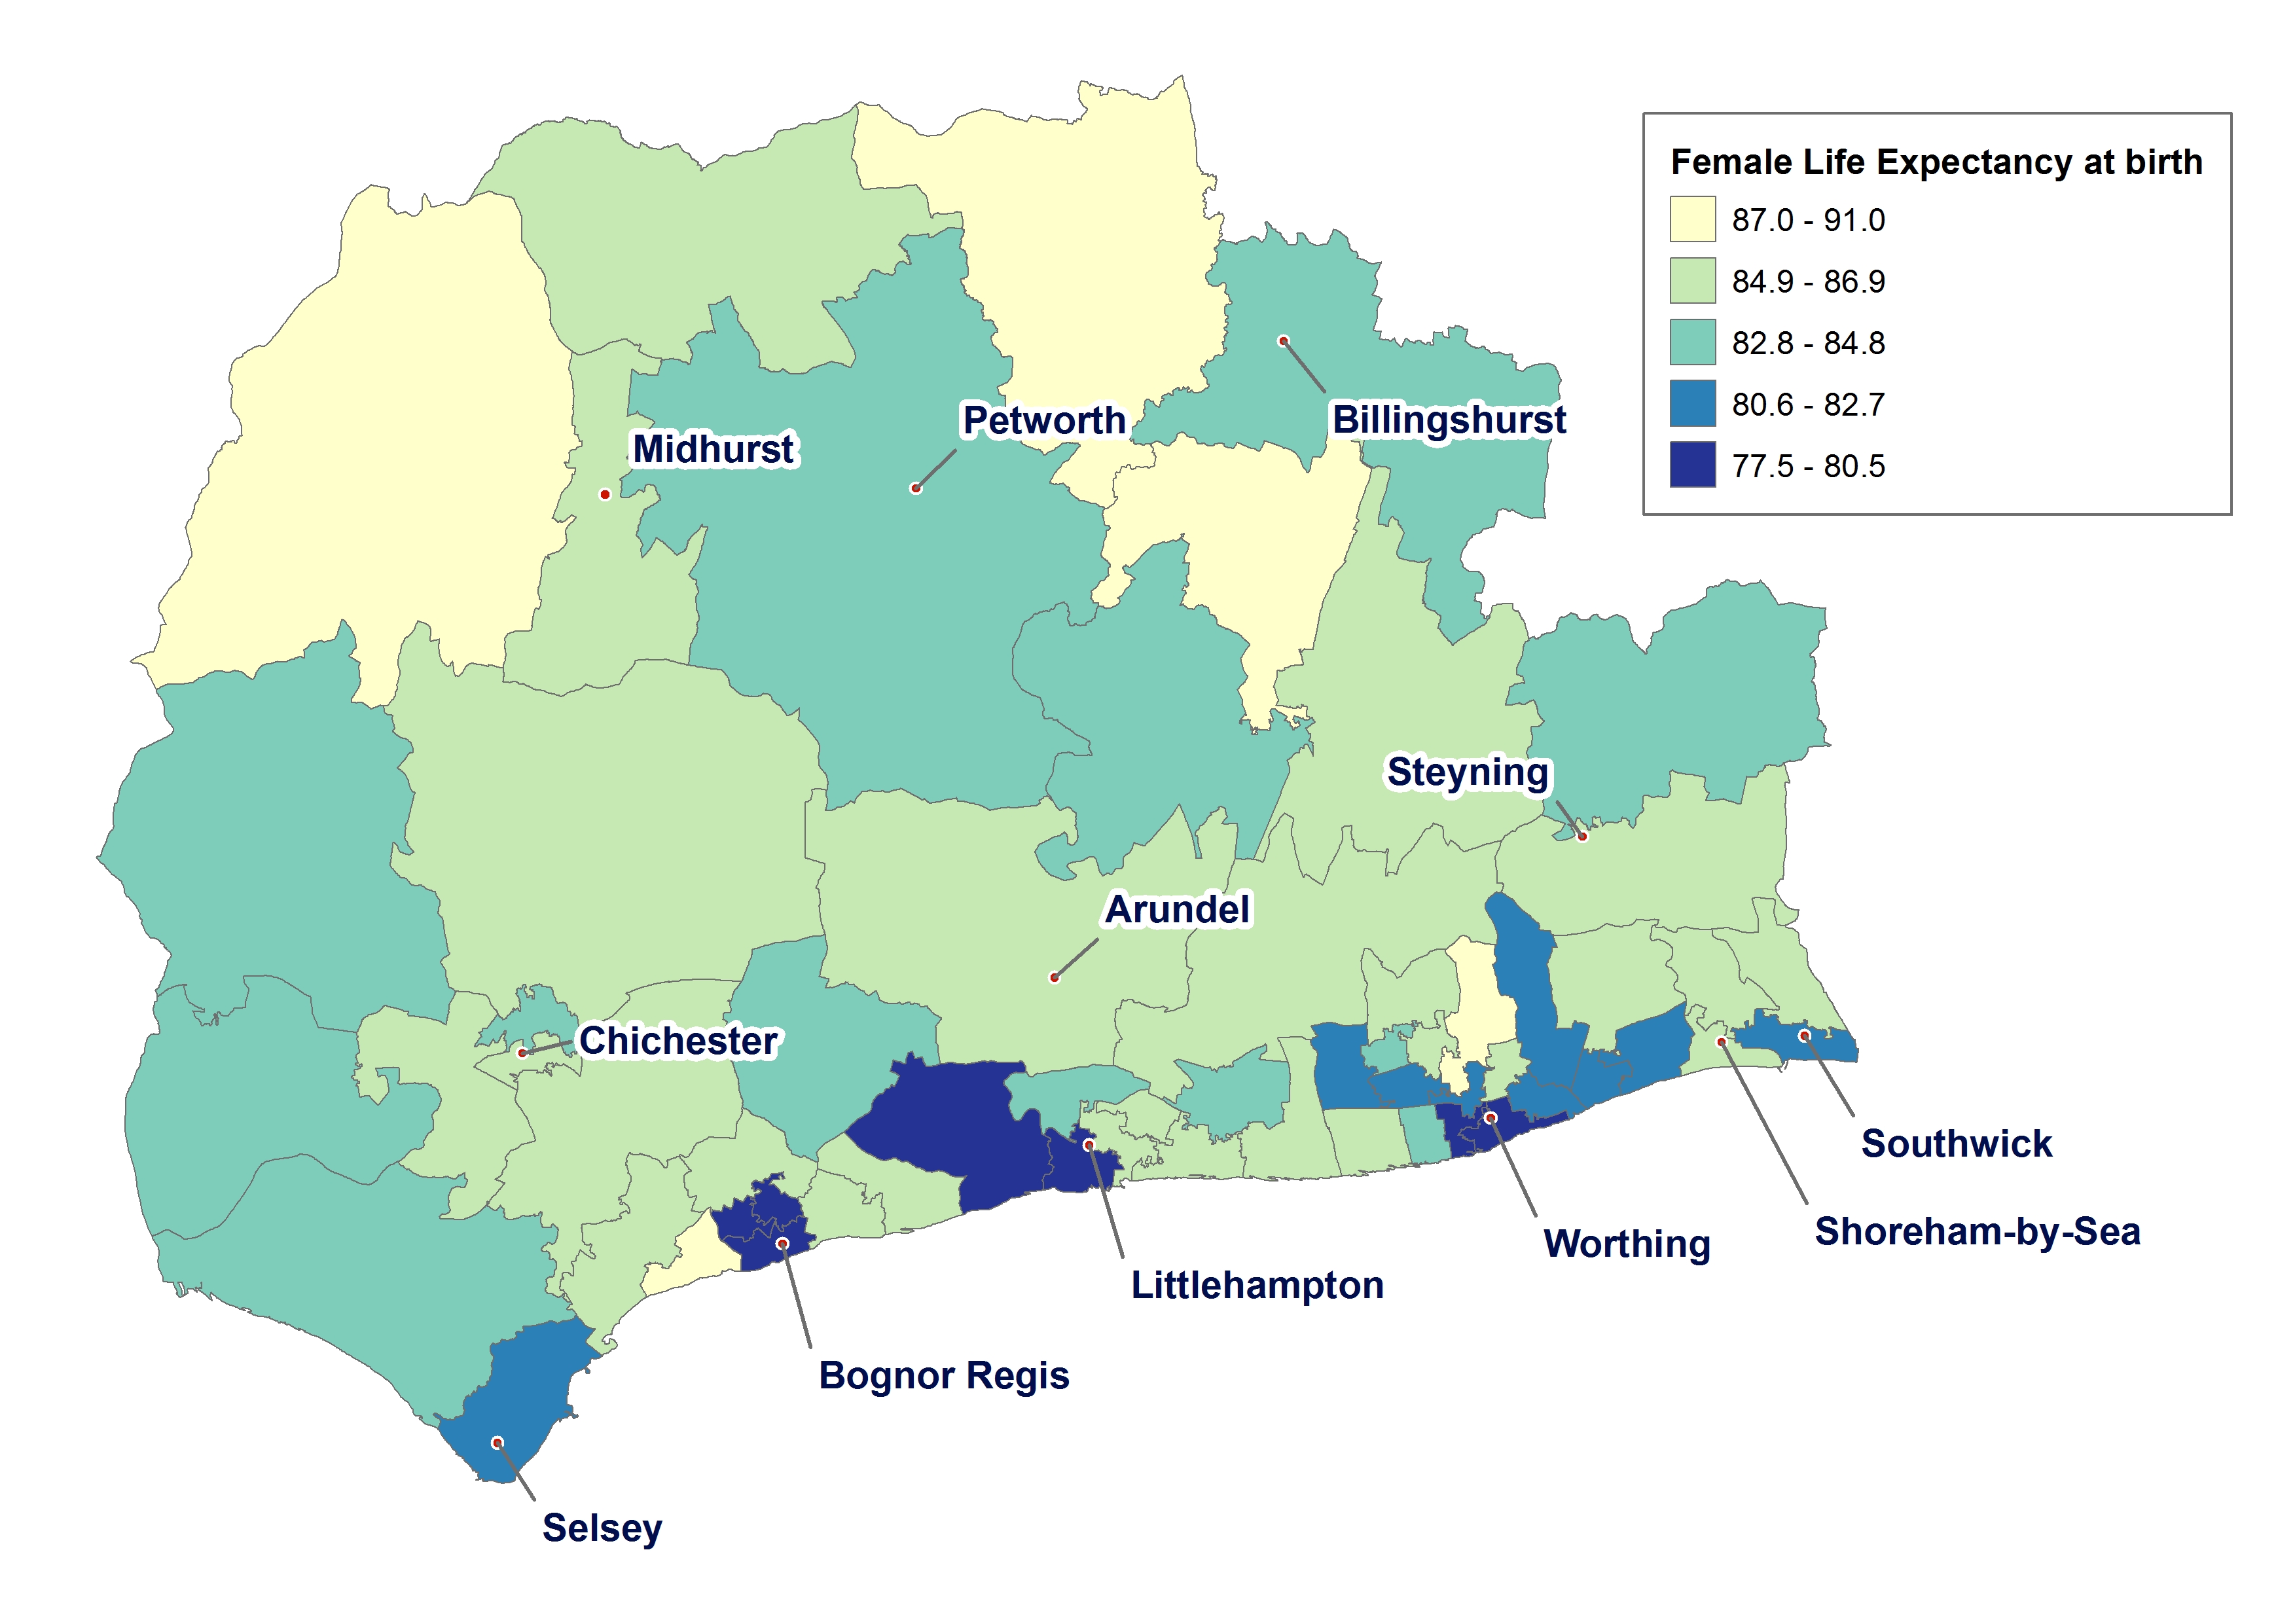 Female Life Expectancy at birth
87.0 - 91.0
84.9 - 86.9
82.8 - 84.8
80.6 - 82.7
77.5 - 80.5
Petworth
Billingshurst
Midhurst
Steyning
Arundel
Chichester
Southwick
Shoreham-by-Sea
Worthing
Littlehampton
Bognor Regis
Selsey